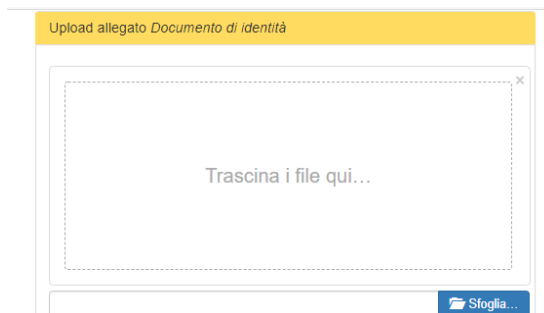 Upload allegato Documento di identità
×
Trascina i file qui...
Sfoglia...